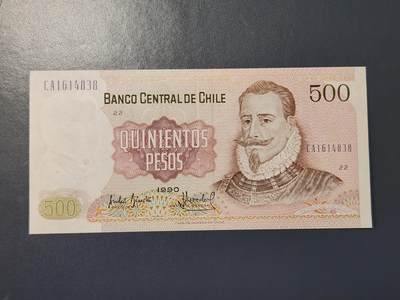 CA1614838
BANCO CENTRAL DE CHILE
500
22
QUINIENTOS
PESOS
CA1614838
22
1990
500